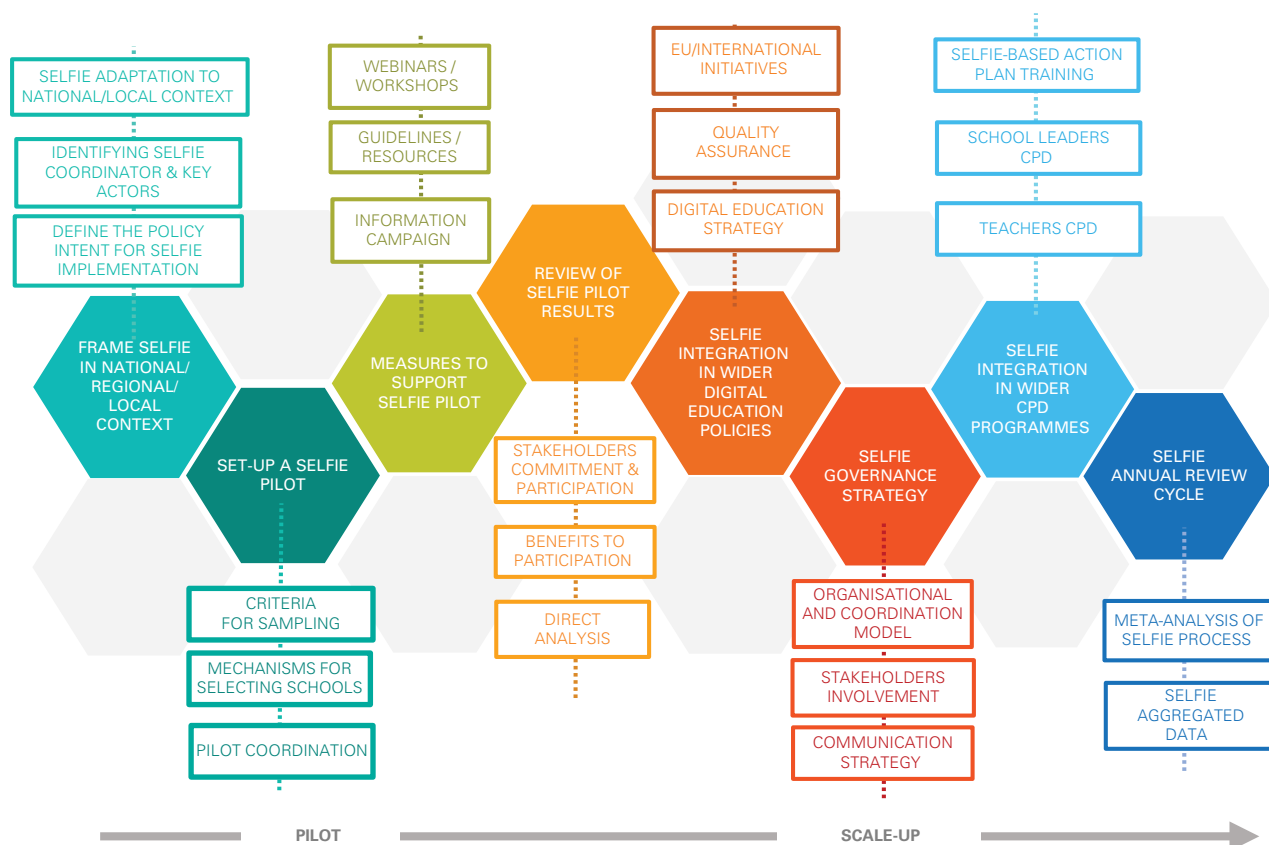 SELFIE ADAPTATION TO
NATIONAL/LOCAL CONTEXT
IDENTIFYING SELFIE
COORDINATOR & KEY
ACTORS
DEFINE THE POLICY
INTENT FOR SELFIE
IMPLEMENTATION
FRAME SELFIE
IN NATIONAL/
REGIONAL/
LOCAL
CONTEXT
SET-UP A SELFIE
PILOT
CRITERIA
FOR SAMPLING
MECHANISMS FOR
SELECTING SCHOOLS
PILOT COORDINATION
WEBINARS /
WORKSHOPS
GUIDELINES /
RESOURCES
INFORMATION
CAMPAIGN
MEASURES TO
SUPPORT
SELFIE PILOT
REVIEW OF
SELFIE PILOT
RESULTS
STAKEHOLDERS
COMMITMENT &
PARTICIPATION
BENEFITS TO
PARTICIPATION
DIRECT
ANALYSIS
EU/INTERNATIONAL
INITIATIVES
QUALITY
ASSURANCE
DIGITAL EDUCATION
STRATEGY
SELFIE
INTEGRATION
IN WIDER
DIGITAL
EDUCATION
POLICIES
SELFIE
GOVERNANCE
STRATEGY
ORGANISATIONAL
AND COORDINATION
MODEL
STAKEHOLDERS
INVOLVEMENT
COMMUNICATION
STRATEGY
SELFIE-BASED ACTION
PLAN TRAINING
SCHOOL LEADERS
CPD
TEACHERS CPD
SELFIE
INTEGRATION
IN WIDER
CPD
PROGRAMMES
SELFIE
ANNUAL REVIEW
CYCLE
META-ANALYSIS OF
SELFIE PROCESS
SELFIE
AGGREGATED
DATA
PILOT
SCALE-UP